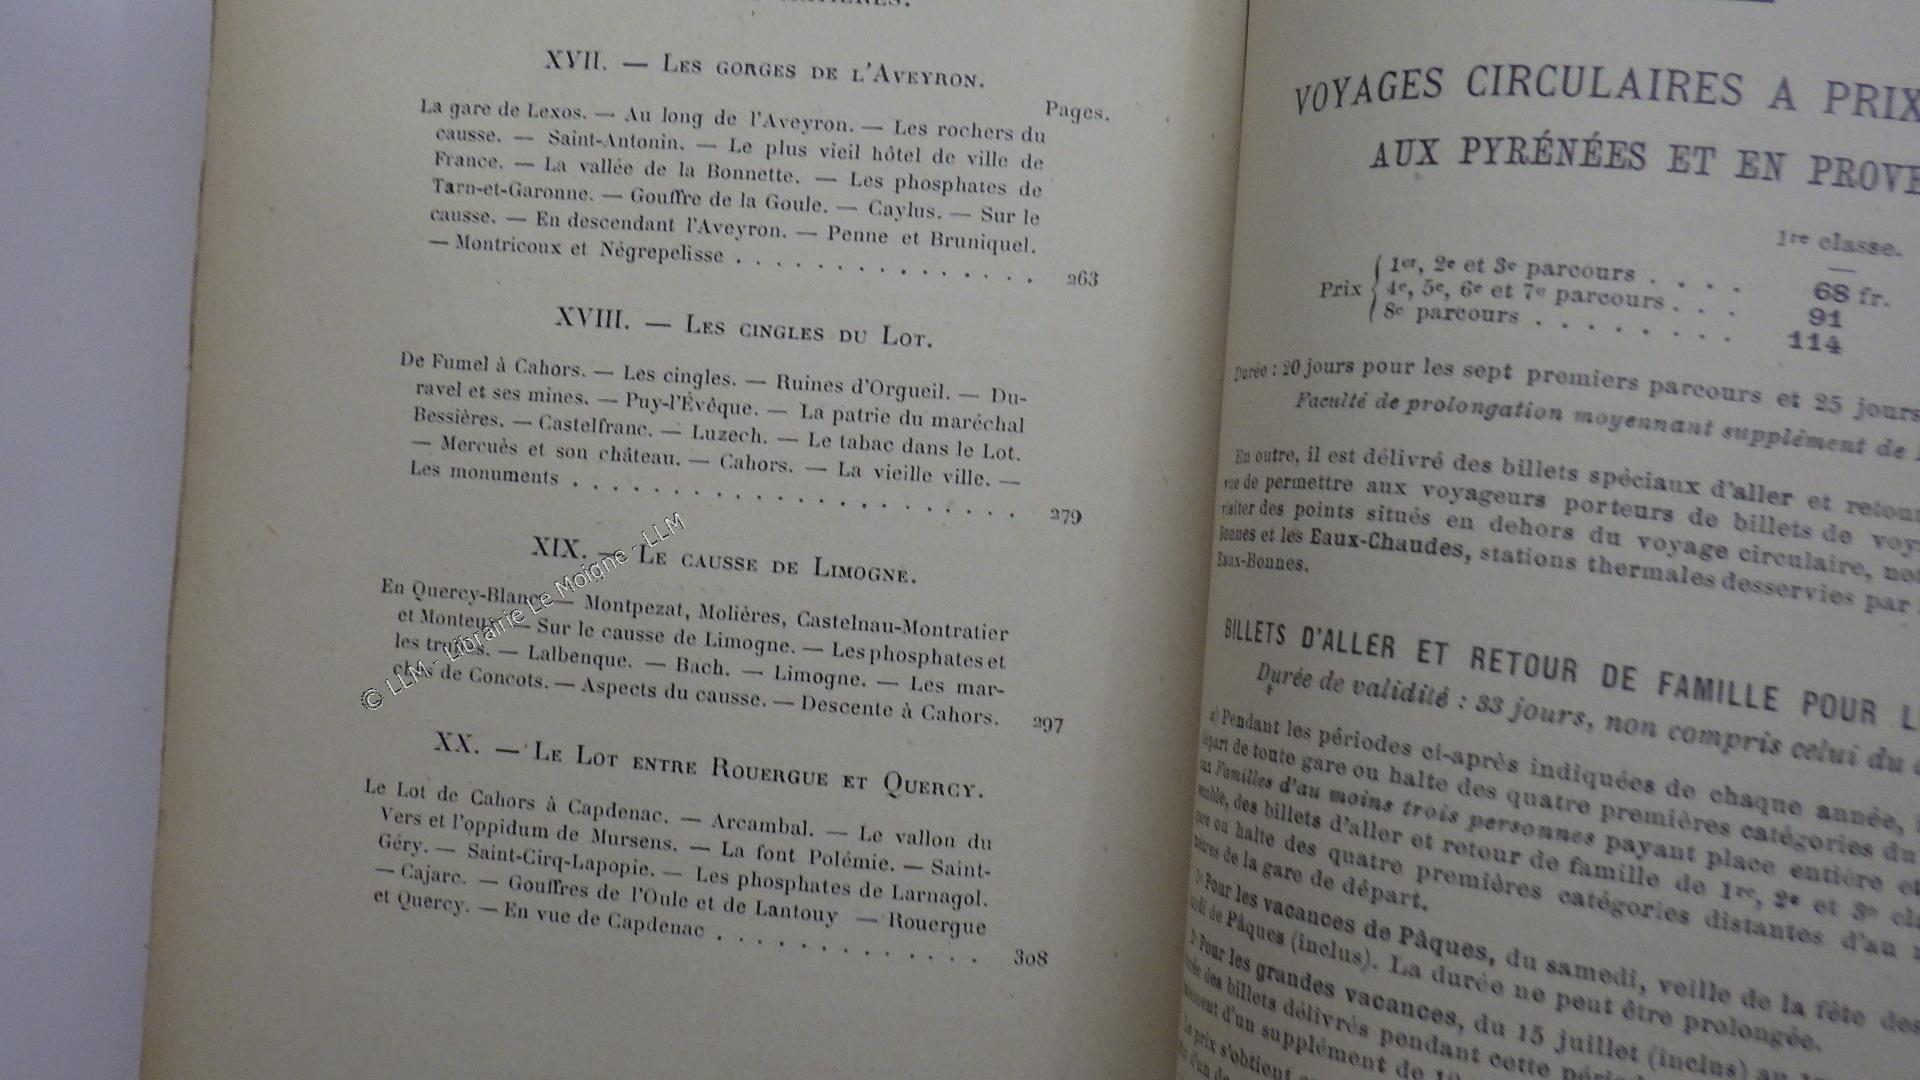 XVII. — Les gorges de l'Aveyron.
Pages.
La gare de Lexos. — Au long de l'Aveyron. — Les rochers du
causse. — Saint-Antonin. — Le plus vieil hôtel de ville de
France. — La vallée de la Bonnette. — Les phosphates de
Tarn-et-Garonne. — Gouffre de la Goule. — Caylus. — Sur le
causse. — En descendant l'Aveyron. — Penne et Bruniquel.
— Montricoux et Négrepelisse . . . . . . . . . . . . . . 263
XVIII. — Les cingles du Lot.
De Fumel à Cahors. — Les cingles. — Ruines d'Orgueil. — Du-
ravel et ses mines. — Puy-l'Évêque. — La patrie du maréchal
Bessières. — Castelfranc. — Luzech. — Le tabac dans le Lot.
— Mercuès et son château. — Cahors. — La vieille ville. —
Les monuments . . . . . . . . . . . . . . . . . . . . . 279
XIX. — Le causse de Limogne.
En Quercy-Blanc — Montpezat, Molières, Castelnau-Montratier
et Monteuq. — Sur le causse de Limogne. — Les phosphates et
les truffes. — Lalbenque. — Bach. — Limogne. — Les mar-
chés de Concots. — Aspects du causse. — Descente à Cahors. 297
XX. — Le Lot entre Rouergue et Quercy.
Le Lot de Cahors à Capdenac. — Arcambal. — Le vallon du
Vers et l'oppidum de Mursens. — La font Polémie. — Saint-
Géry. — Saint-Cirq-Lapopie. — Les phosphates de Larnagol.
— Cajarc. — Gouffres de l'Oule et de Lantouy — Rouergue
et Quercy. — En vue de Capdenac . . . . . . . . . . . . . 308
© LLM - Librairie Le Moigne - LLM
VOYAGES CIRCULAIRES A PRIX
AUX PYRÉNÉES ET EN
1re classe.
Prix
1er, 2e et 3e parcours . . . . 68 fr.
4e, 5e, 6e et 7e parcours . . . 91
8e parcours . . . . . . . . 114
Durée : 20 jours pour les sept premiers parcours et 25 jours
Faculté de prolongation moyennant supplément de
En outre, il est délivré des billets spéciaux d'aller et retour
vue de permettre aux voyageurs porteurs de billets de
visiter des points situés en dehors du voyage circulaire,
Bonnes et les Eaux-Chaudes, stations thermales desservies par
Eaux-Bonnes.
BILLETS D'ALLER ET RETOUR DE FAMILLE POUR
Durée de validité : 33 jours, non compris celui du
a) Pendant les périodes ci-après indiquées de chaque année,
départ de toute gare ou halte des quatre premières catégories du
aux Familles d'au moins trois personnes payant place entière et
des billets d'aller et retour de famille de 1re, 2e et 3e
gare ou halte des quatre premières catégories distantes d'au
de la gare de départ.
1° Pour les vacances de Pâques, du samedi, veille de la fête des
de Pâques (inclus). La durée ne peut être prolongée.
2° Pour les grandes vacances, du 15 juillet (inclus) au
des billets délivrés pendant cette
d'un supplément de
Le prix s'obtient